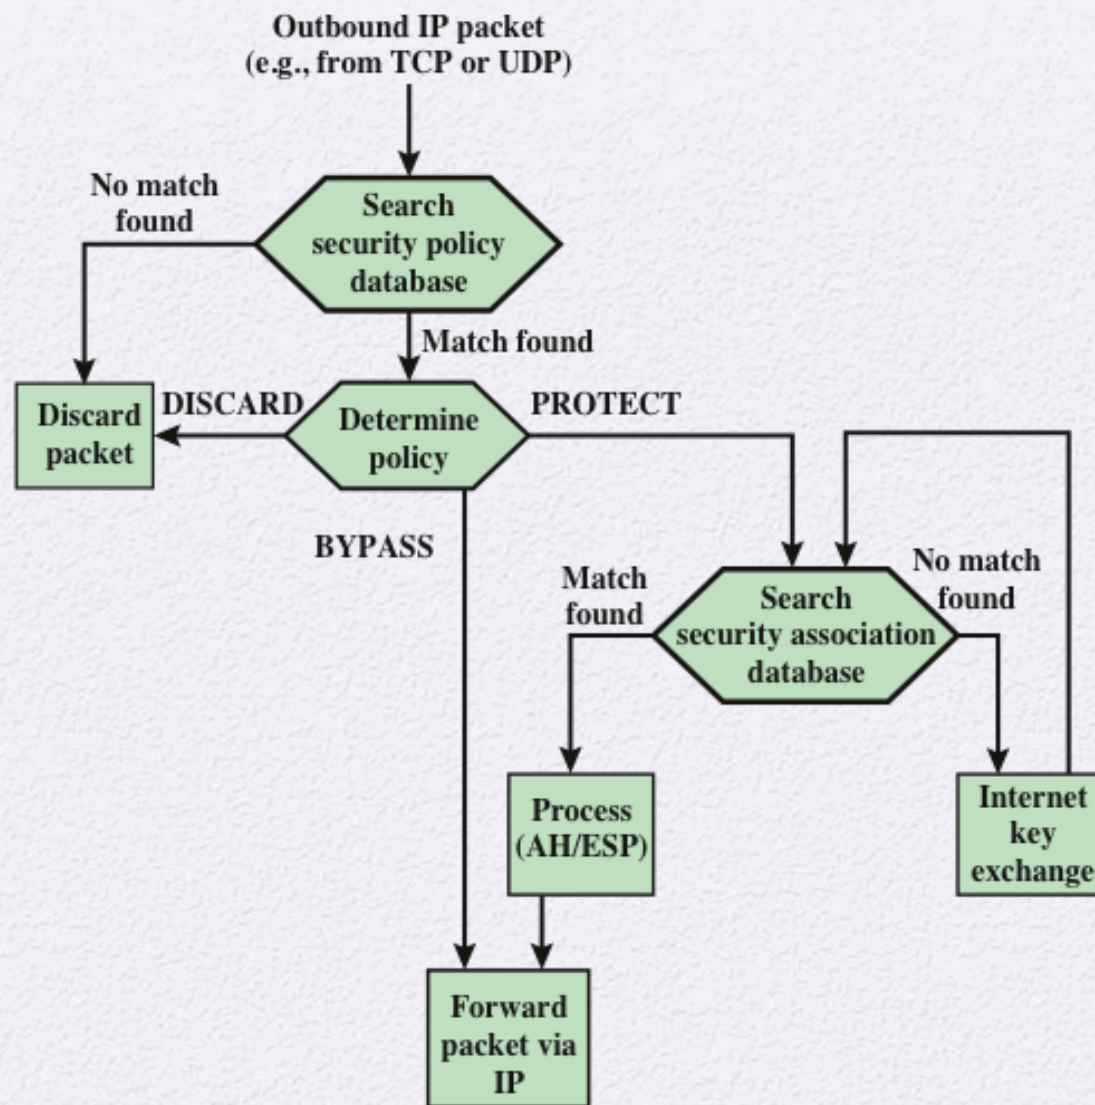 Outbound IP packet
(e.g., from TCP or UDP)
No match
found
Search
security policy
database
Match found
Discard
packet
DISCARD
Determine
policy
PROTECT
BYPASS
Match
found
Search
security association
database
No match
found
Process
(AH/ESP)
Internet
key
exchange
Forward
packet via
IP